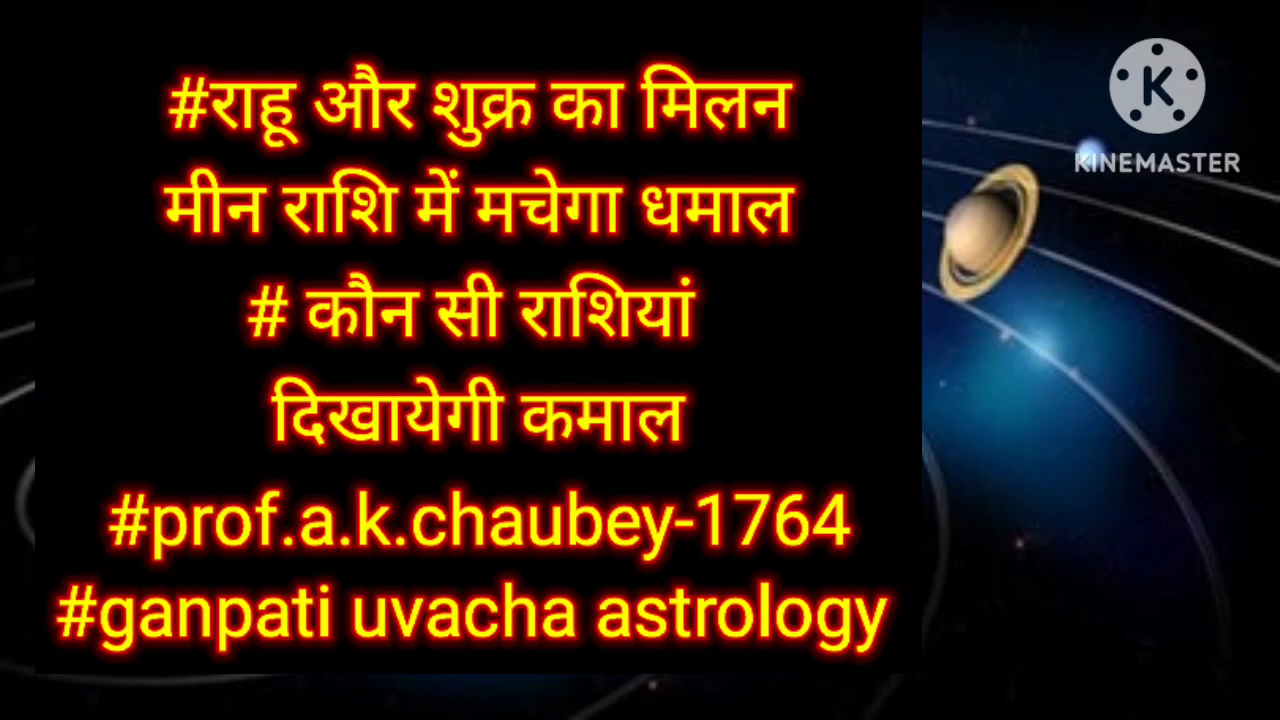 #राहू और शुक्र का मिलन
मीन राशि में मचेगा धमाल
# कौन सी राशियां
दिखायेगी कमाल
#prof.a.k.chaubey-1764
#ganpati uvacha astrology
K
KINEMASTER